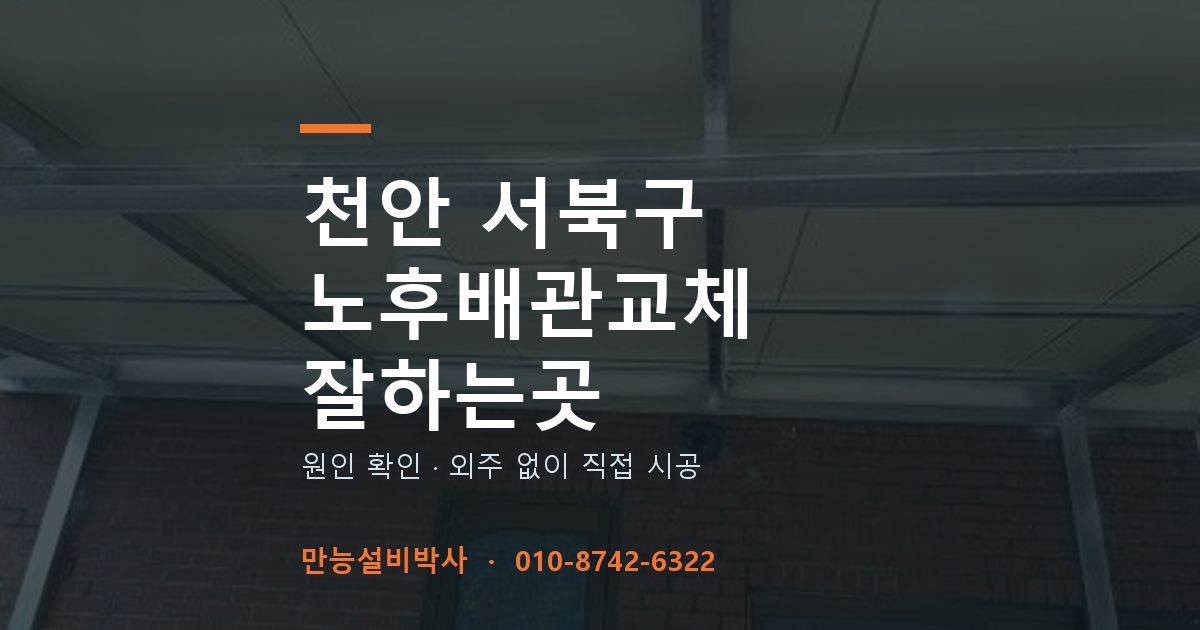 천안 서북구
노후배관교체
잘하는곳
원인 확인 · 외주 없이 직접 시공
만능설비박사 · 010-8742-6322